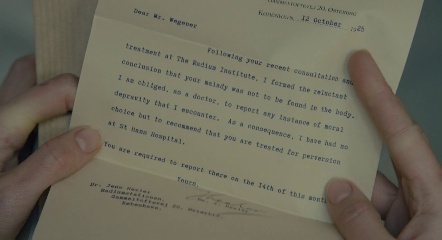 København, 12 October 1925
Dear Mr. Wegener
Following your recent consultation and
treatment at The Radium Institute, I formed the reluctant
conclusion that your malady was not to be found in the body.
I am obliged, as a doctor, to report any instance of moral
depravity that I encounter. As a consequence, I have had no
choice but to recommend that you are treated for perversion
at St Hans Hospital.
You are required to report there on the 14th of this month
Yours,
Dr. Jens Hexler
Radiumstationen,
København.